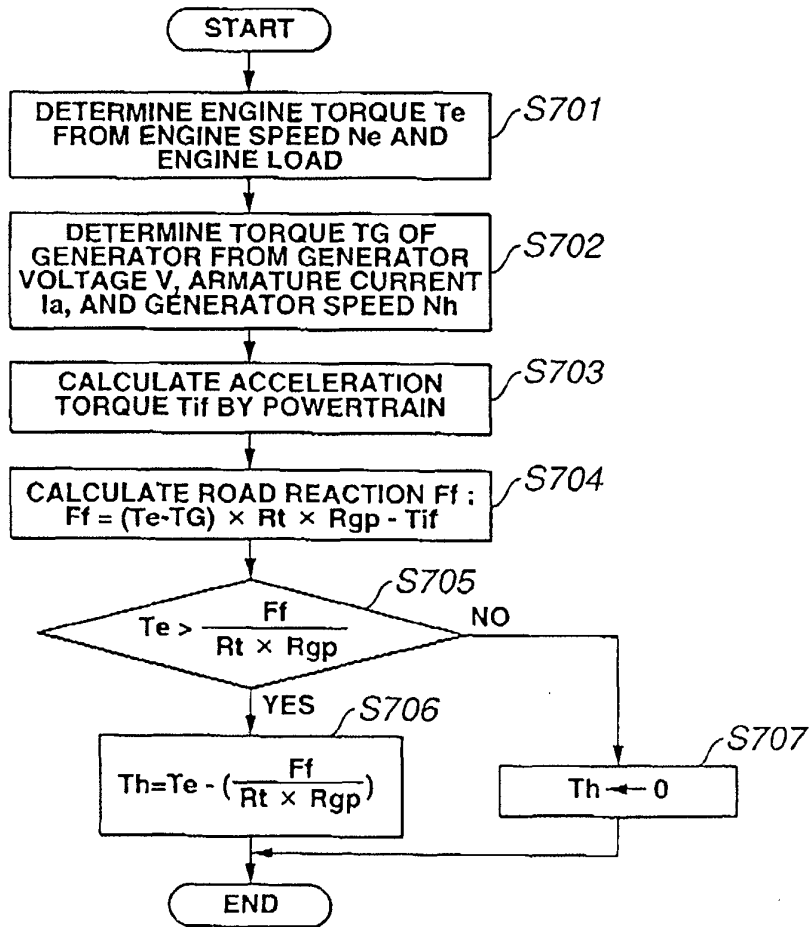 START
DETERMINE ENGINE TORQUE Te
FROM ENGINE SPEED Ne AND
ENGINE LOAD
S701
DETERMINE TORQUE TG OF
GENERATOR FROM GENERATOR
VOLTAGE V, ARMATURE CURRENT
Ia, AND GENERATOR SPEED Nh
S702
CALCULATE ACCELERATION
TORQUE Tif BY POWERTRAIN
S703
CALCULATE ROAD REACTION Ff :
Ff = (Te-TG) × Rt × Rgp - Tif
S704
S705
Te > Ff
Rt × Rgp
NO
YES
S706
Th=Te - (Ff
Rt × Rgp)
S707
Th ← 0
END